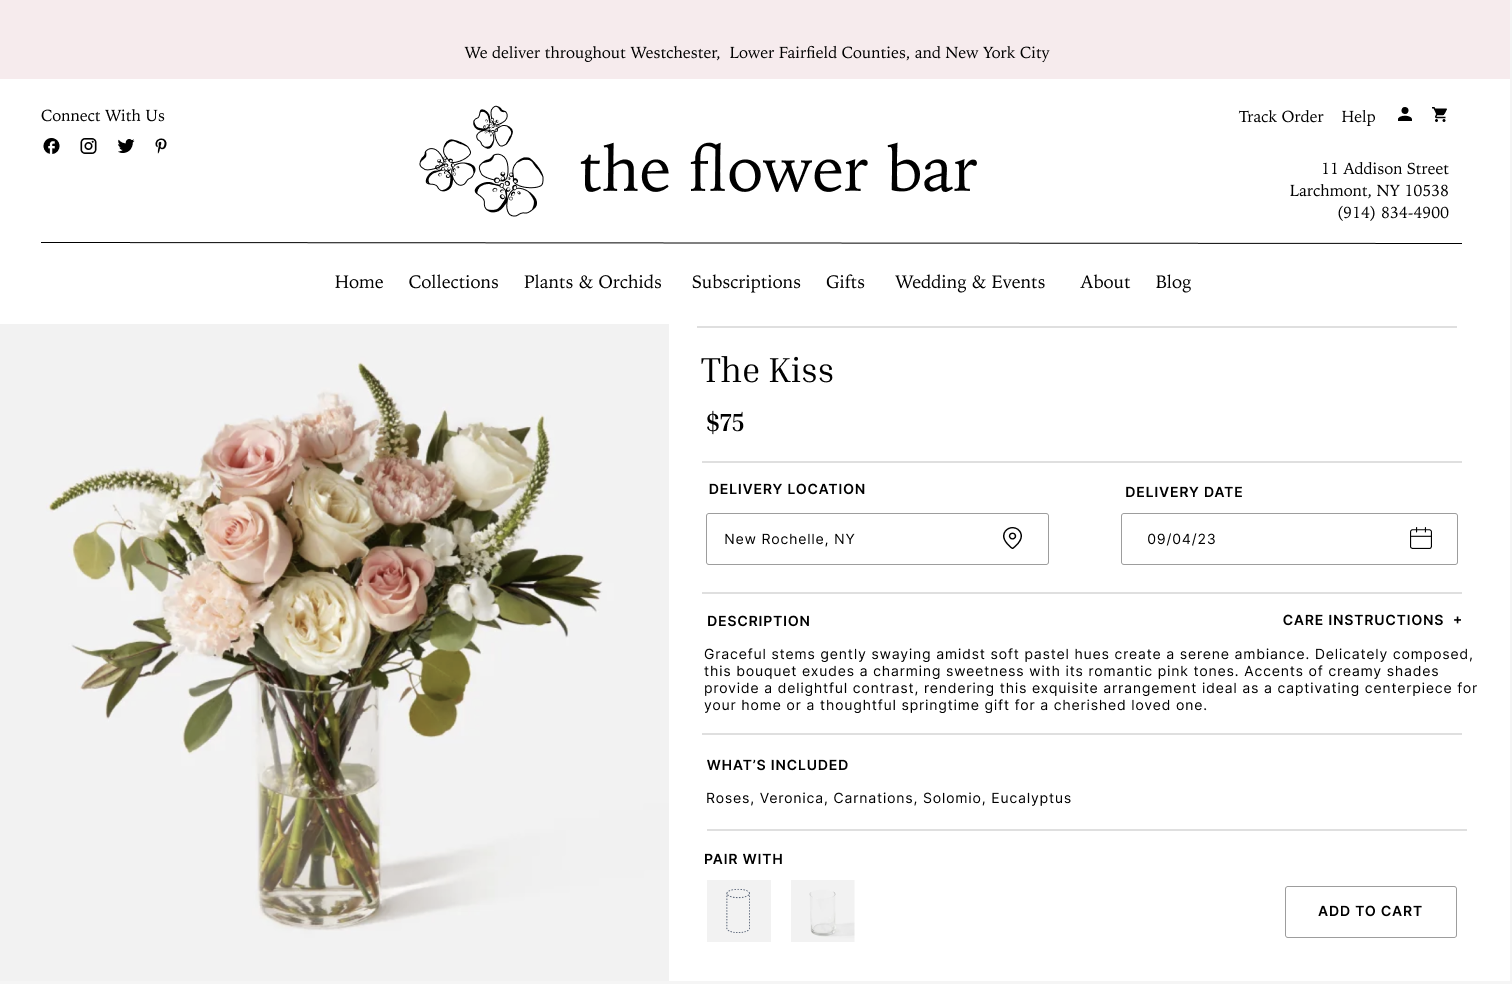 We deliver throughout Westchester,  Lower Fairfield Counties, and New York City
Connect With Us
the flower bar
Track Order
Help
11 Addison Street
Larchmont, NY 10538
(914) 834-4900
Home
Collections
Plants & Orchids
Subscriptions
Gifts
Wedding & Events
About
Blog
The Kiss
$75
DELIVERY LOCATION
New Rochelle, NY
DELIVERY DATE
09/04/23
DESCRIPTION
CARE INSTRUCTIONS +
Graceful stems gently swaying amidst soft pastel hues create a serene ambiance. Delicately composed,
this bouquet exudes a charming sweetness with its romantic pink tones. Accents of creamy shades
provide a delightful contrast, rendering this exquisite arrangement ideal as a captivating centerpiece for
your home or a thoughtful springtime gift for a cherished loved one.
WHAT'S INCLUDED
Roses, Veronica, Carnations, Solomio, Eucalyptus
PAIR WITH
ADD TO CART